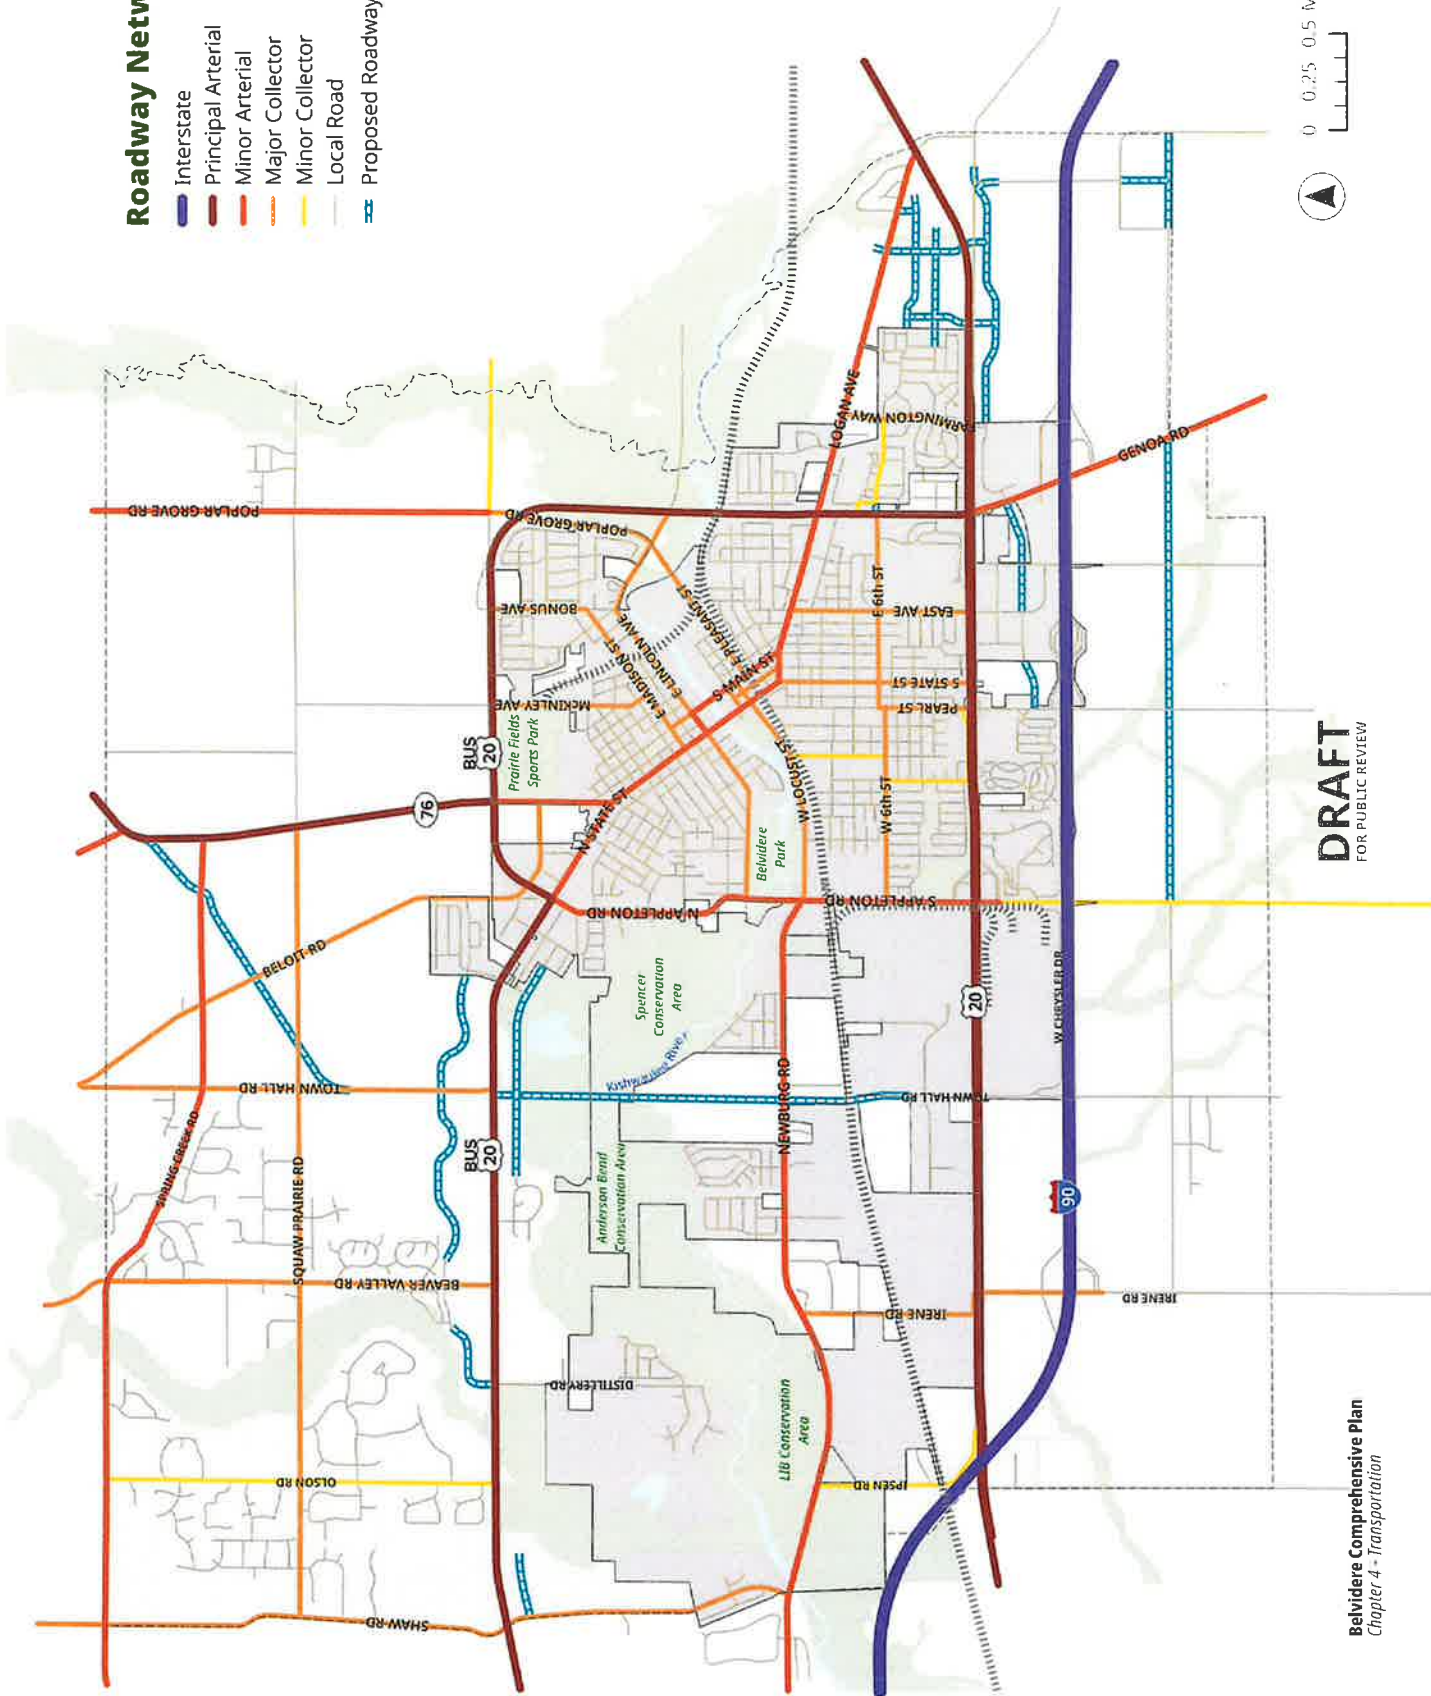 Roadway Netw
Interstate
Principal Arterial
Minor Arterial
Major Collector
Minor Collector
Local Road
Proposed Roadway
POPLAR GROVE RD
POPLAR GROVE RD
BONUS AVE
McKINLEY AVE
E MADISON ST
E LINCOLN AVE
E PLEASANT ST
S MAIN ST
LOGAN AVE
FARMINGTON WAY
GENOA RD
E 6th ST
EAST AVE
S STATE ST
PEARL ST
W LOCUST ST
W 6th ST
BUS
20
Prairie Fields
Sports Park
76
N STATE ST
Belvidere
Park
N APPLETON RD
S APPLETON RD
BELOIT RD
Spencer
Conservation
Area
Kishwaukee River
20
W CHRYSLER DR
TOWN HALL RD
TOWN HALL RD
NEWBURG RD
SPRING CREEK RD
SQUAW PRAIRIE RD
BUS
20
Anderson Bend
Conservation Area
90
BEAVER VALLEY RD
IRENE RD
IRENE RD
DISTILLERY RD
LIB Conservation
Area
OLSON RD
IPSEN RD
SHAW RD
0 0.25 0.5 M
DRAFT
FOR PUBLIC REVIEW
Belvidere Comprehensive Plan
Chapter 4 - Transportation